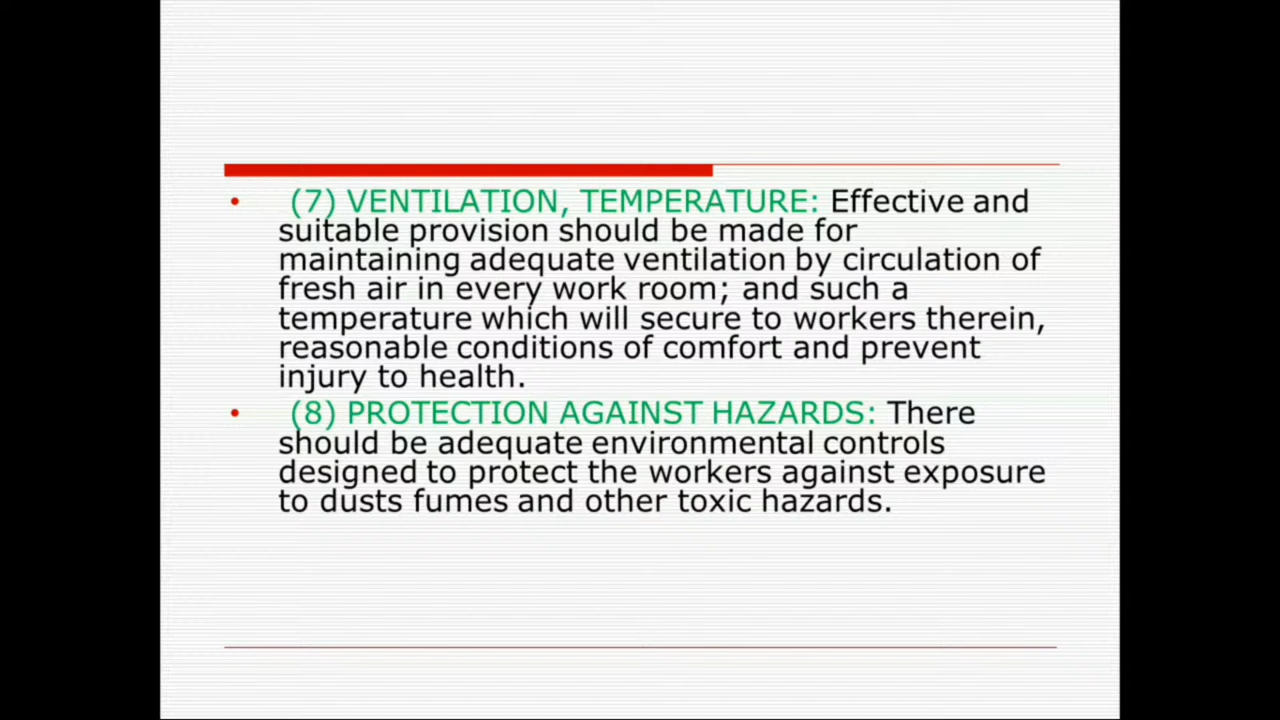 • (7) VENTILATION, TEMPERATURE: Effective and
suitable provision should be made for
maintaining adequate ventilation by circulation of
fresh air in every work room; and such a
temperature which will secure to workers therein,
reasonable conditions of comfort and prevent
injury to health.
• (8) PROTECTION AGAINST HAZARDS: There
should be adequate environmental controls
designed to protect the workers against exposure
to dusts fumes and other toxic hazards.